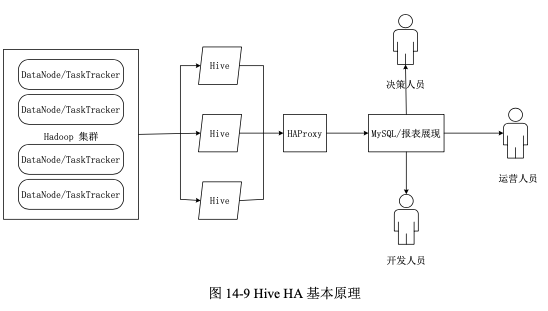 DataNode/TaskTracker
DataNode/TaskTracker
Hadoop 集群
DataNode/TaskTracker
DataNode/TaskTracker
Hive
Hive
Hive
HAProxy
MySQL/报表展现
决策人员
运营人员
开发人员
图 14-9 Hive HA 基本原理